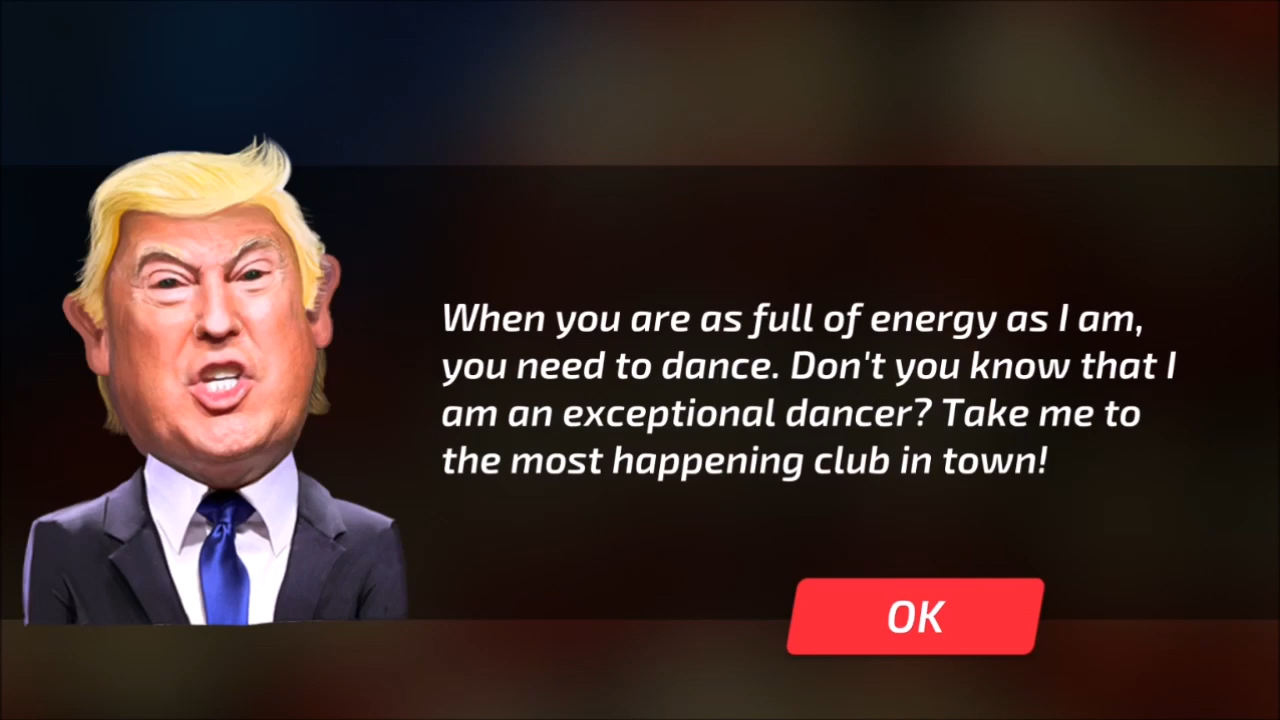 When you are as full of energy as I am,
you need to dance. Don't you know that I
am an exceptional dancer? Take me to
the most happening club in town!
OK